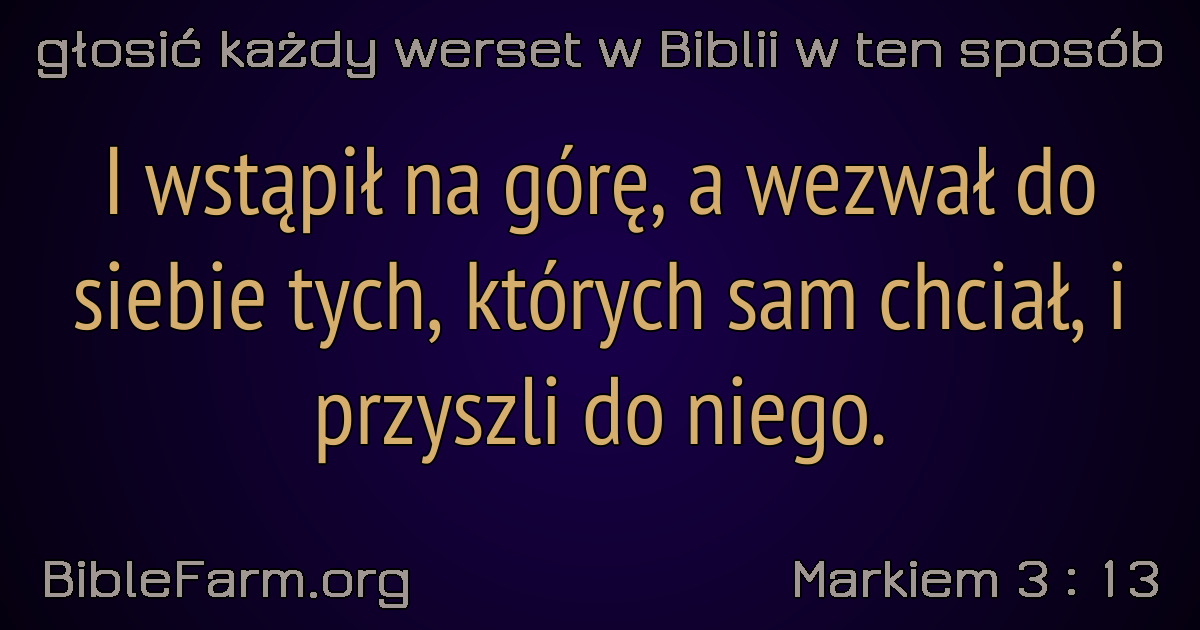 głosić każdy werset w Biblii w ten sposób
I wstąpił na górę, a wezwał do
siebie tych, których sam chciał, i
przyszli do niego.
BibleFarm.org
Markiem 3 : 13